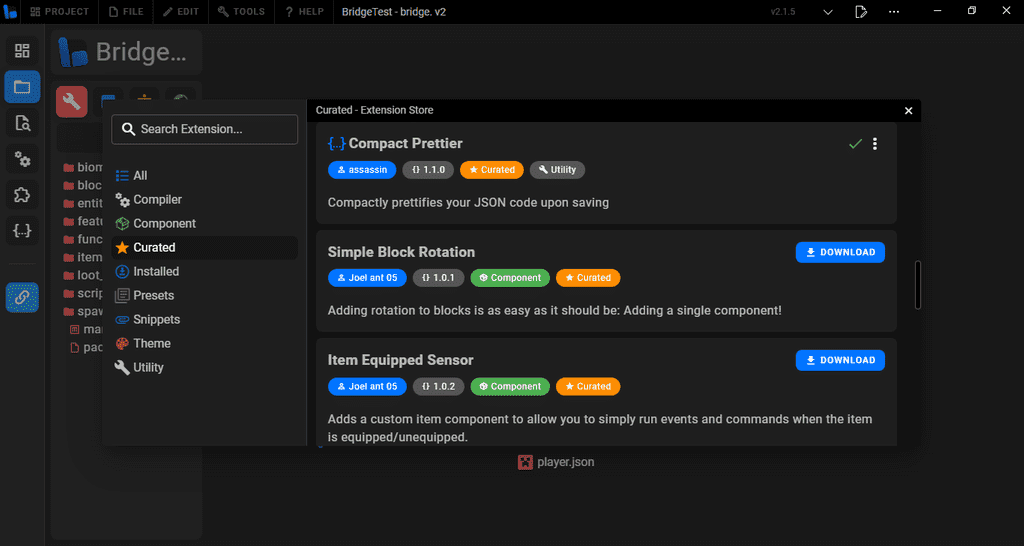 PROJECT FILE EDIT TOOLS ? HELP BridgeTest - bridge. v2 v2.1.5
Bridge...
biom
bloc
entit
featu
func
item
loot_
scrip
spaw
ma
pac
Search Extension...
All
Compiler
Component
Curated
Installed
Presets
Snippets
Theme
Utility
Curated - Extension Store
{..} Compact Prettier
assassin {} 1.1.0 Curated Utility
Compactly prettifies your JSON code upon saving
Simple Block Rotation DOWNLOAD
Joel ant 05 {} 1.0.1 Component Curated
Adding rotation to blocks is as easy as it should be: Adding a single component!
Item Equipped Sensor DOWNLOAD
Joel ant 05 {} 1.0.2 Component Curated
Adds a custom item component to allow you to simply run events and commands when the item
is equipped/unequipped.
player.json